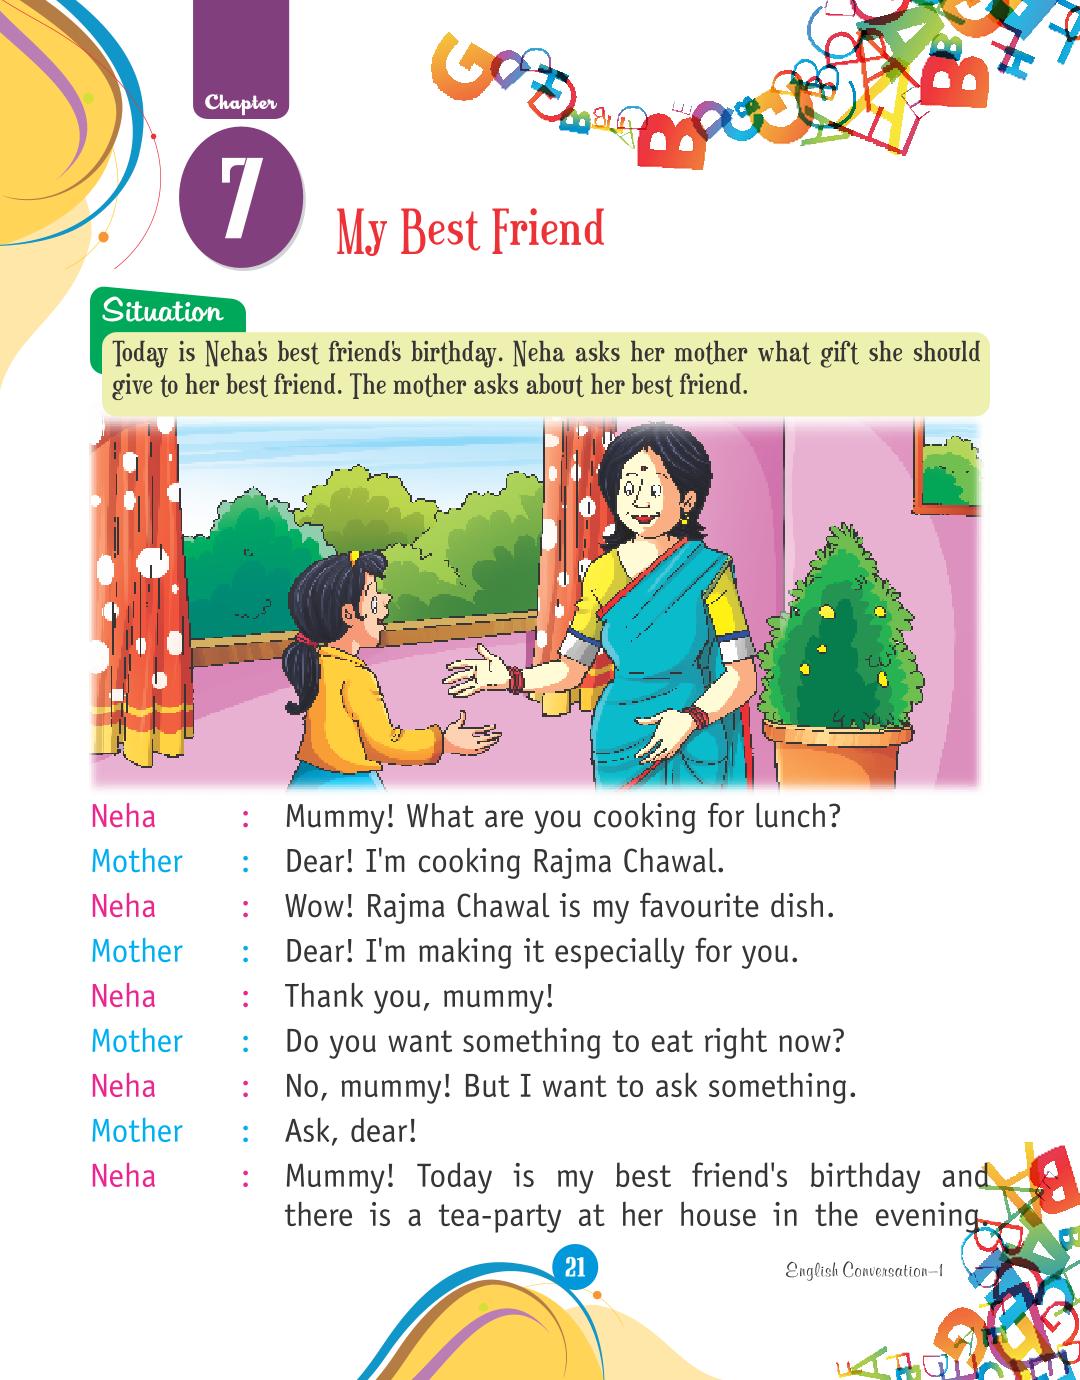 Chapter
7
My Best Friend
Situation
Today is Neha's best friend's birthday. Neha asks her mother what gift she should
give to her best friend. The mother asks about her best friend.
Neha : Mummy! What are you cooking for lunch?
Mother : Dear! I'm cooking Rajma Chawal.
Neha : Wow! Rajma Chawal is my favourite dish.
Mother : Dear! I'm making it especially for you.
Neha : Thank you, mummy!
Mother : Do you want something to eat right now?
Neha : No, mummy! But I want to ask something.
Mother : Ask, dear!
Neha : Mummy! Today is my best friend's birthday and
there is a tea-party at her house in the evening.
21
English Conversation–1